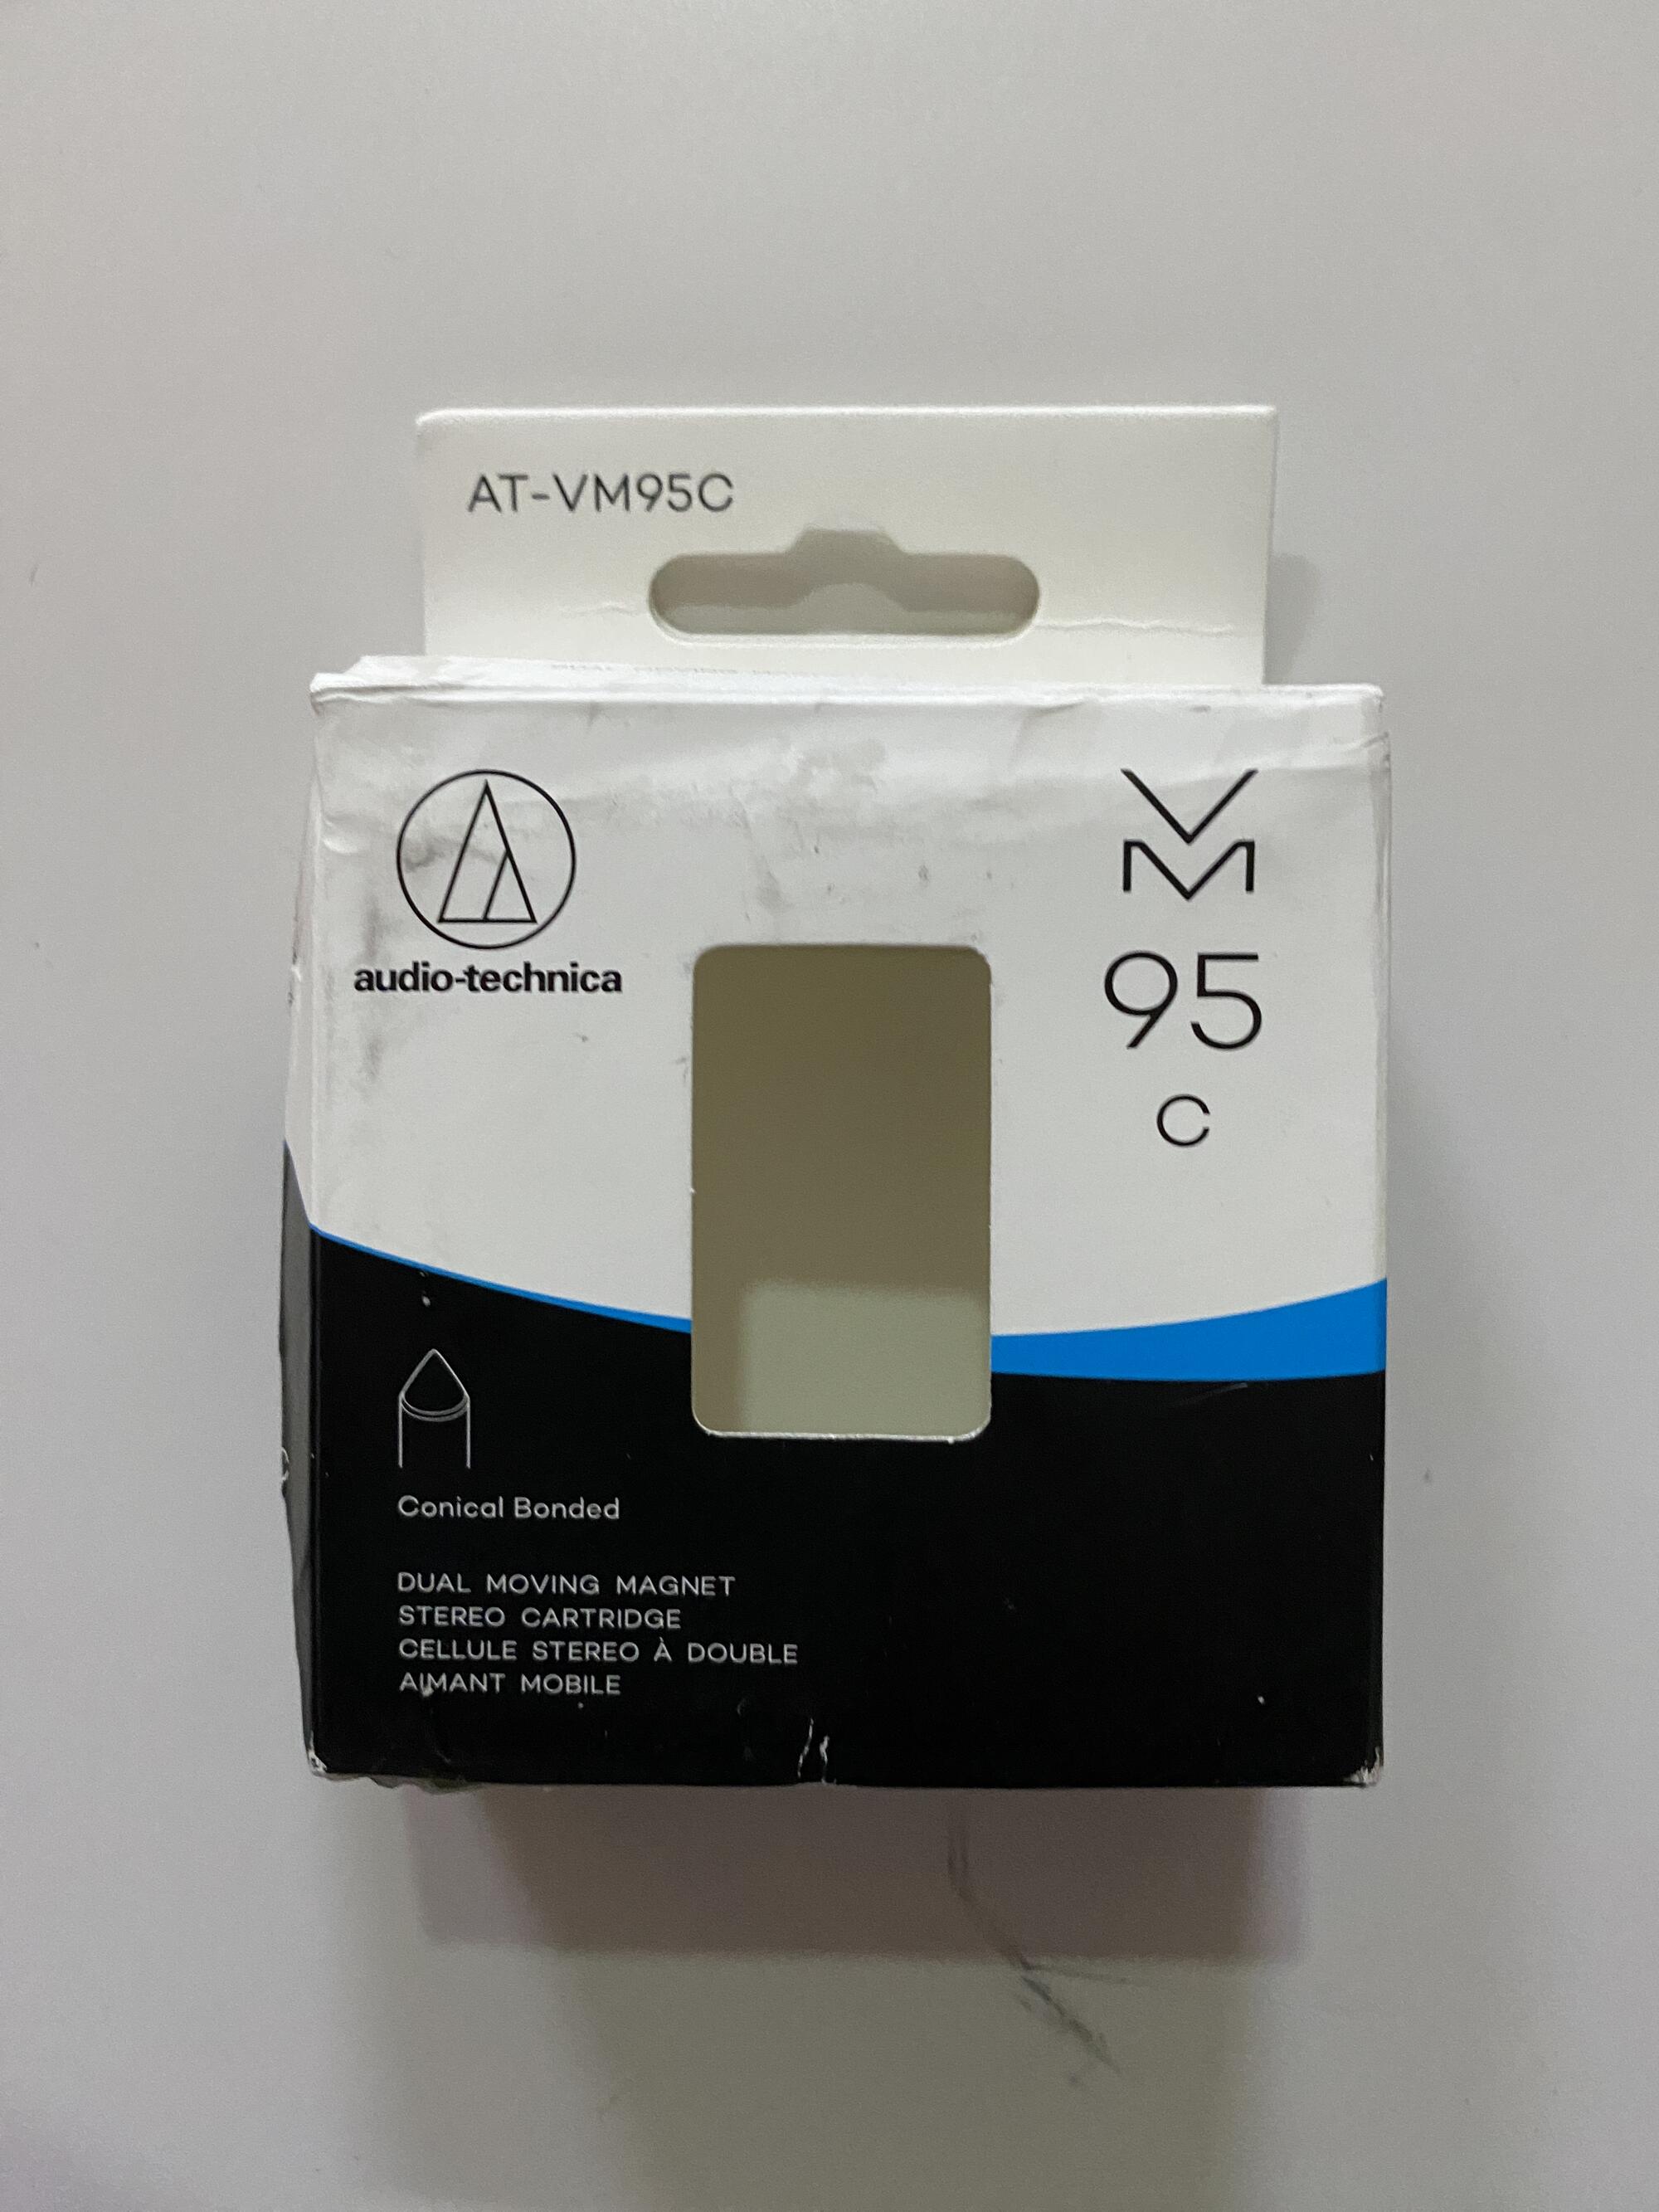 AT-VM95C
audio-technica
VM
95
C
Conical Bonded
DUAL MOVING MAGNET
STEREO CARTRIDGE
CELLULE STEREO À DOUBLE
AIMANT MOBILE